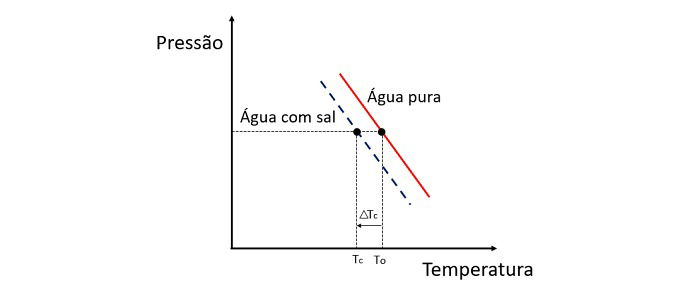 Pressão
Água pura
Água com sal
△Tc
Tc To
Temperatura